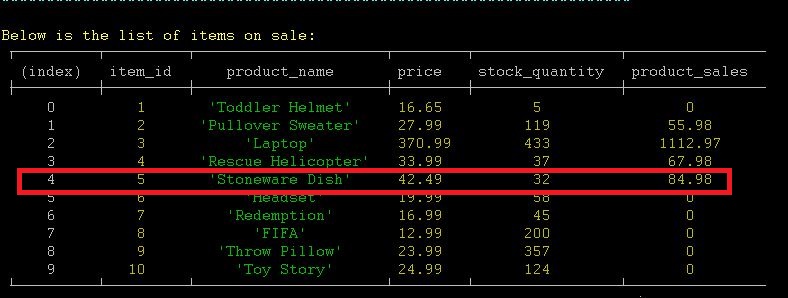 Below is the list of items on sale:
(index) item_id product_name price stock_quantity product_sales
0 1 'Toddler Helmet' 16.65 5 0
1 2 'Pullover Sweater' 27.99 119 55.98
2 3 'Laptop' 370.99 433 1112.97
3 4 'Rescue Helicopter' 33.99 37 67.98
4 5 'Stoneware Dish' 42.49 32 84.98
5 6 'Headset' 19.99 58 0
6 7 'Redemption' 16.99 45 0
7 8 'FIFA' 12.99 200 0
8 9 'Throw Pillow' 23.99 357 0
9 10 'Toy Story' 24.99 124 0